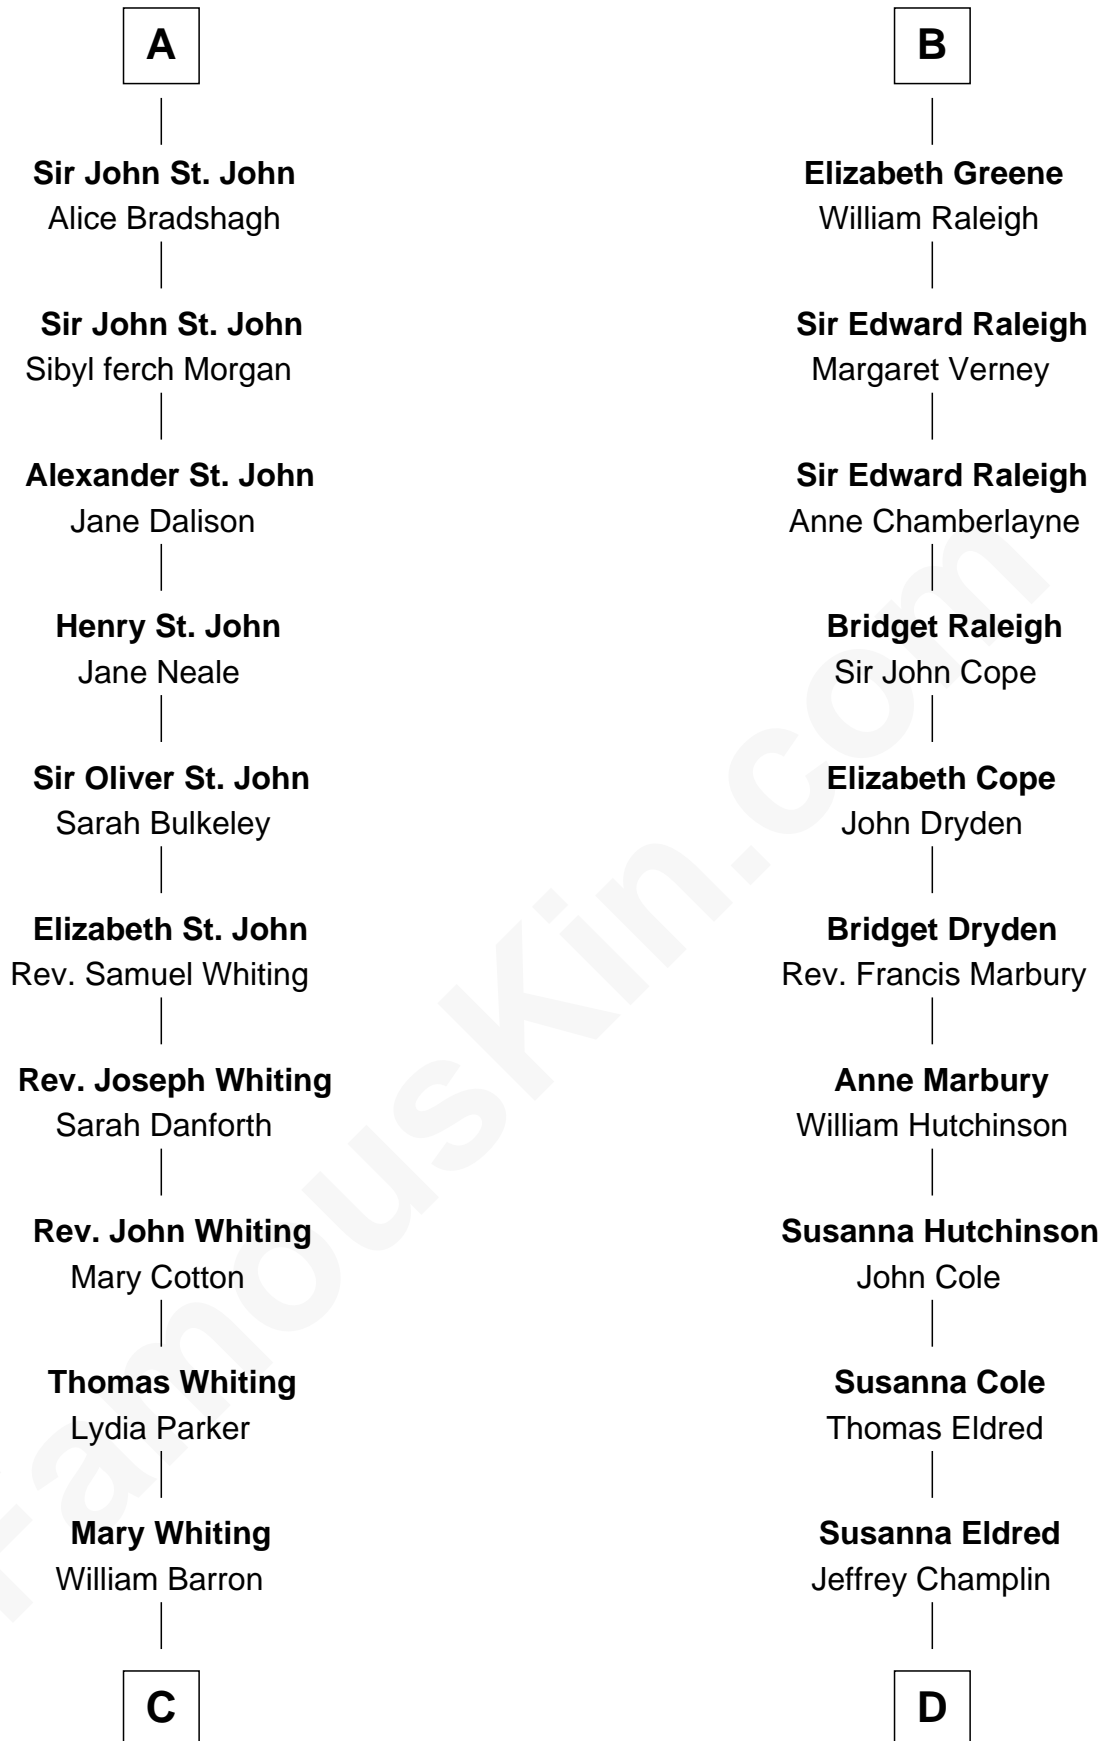 A
Sir John St. John
Alice Bradshagh
Sir John St. John
Sibyl ferch Morgan
Alexander St. John
Jane Dalison
Henry St. John
Jane Neale
Sir Oliver St. John
Sarah Bulkeley
Elizabeth St. John
Rev. Samuel Whiting
Rev. Joseph Whiting
Sarah Danforth
Rev. John Whiting
Mary Cotton
Thomas Whiting
Lydia Parker
Mary Whiting
William Barron
C
B
Elizabeth Greene
William Raleigh
Sir Edward Raleigh
Margaret Verney
Sir Edward Raleigh
Anne Chamberlayne
Bridget Raleigh
Sir John Cope
Elizabeth Cope
John Dryden
Bridget Dryden
Rev. Francis Marbury
Anne Marbury
William Hutchinson
Susanna Hutchinson
John Cole
Susanna Cole
Thomas Eldred
Susanna Eldred
Jeffrey Champlin
D
FamousKin.com